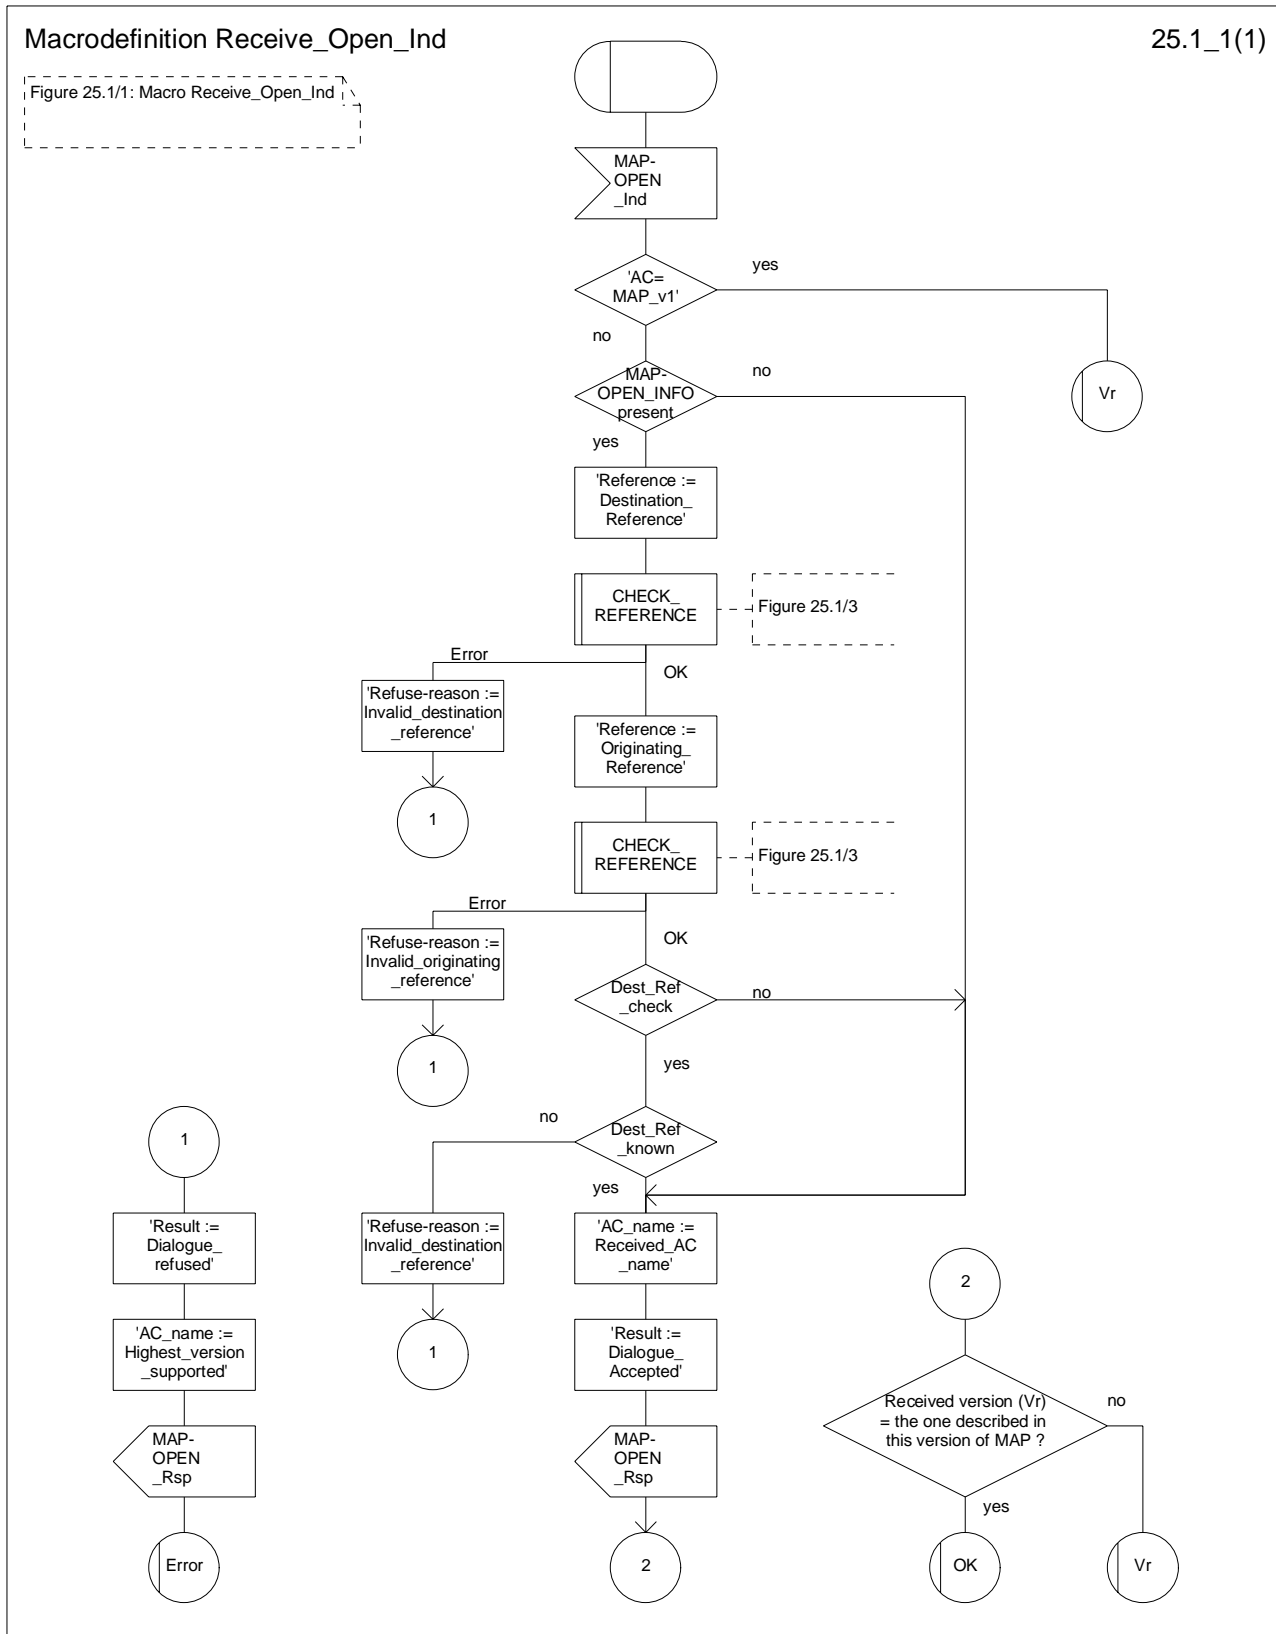 Macrodefinition Receive_Open_Ind
25.1_1(1)
Figure 25.1/1: Macro Receive_Open_Ind
MAP-
OPEN
_Ind
'AC=
MAP_v1'
yes
no
Vr
MAP-
OPEN_INFO
present
no
yes
'Reference :=
Destination_
Reference'
CHECK_
REFERENCE
Figure 25.1/3
Error
OK
'Refuse-reason :=
Invalid_destination
_reference'
1
'Reference :=
Originating_
Reference'
CHECK_
REFERENCE
Figure 25.1/3
Error
OK
'Refuse-reason :=
Invalid_originating
_reference'
1
Dest_Ref
_check
no
yes
Dest_Ref
_known
no
yes
'Refuse-reason :=
Invalid_destination
_reference'
1
'AC_name :=
Received_AC
_name'
'Result :=
Dialogue_
Accepted'
MAP-
OPEN
_Rsp
2
1
'Result :=
Dialogue_
refused'
'AC_name :=
Highest_version
_supported'
MAP-
OPEN
_Rsp
Error
2
Received version (Vr)
= the one described in
this version of MAP ?
no
yes
OK
Vr